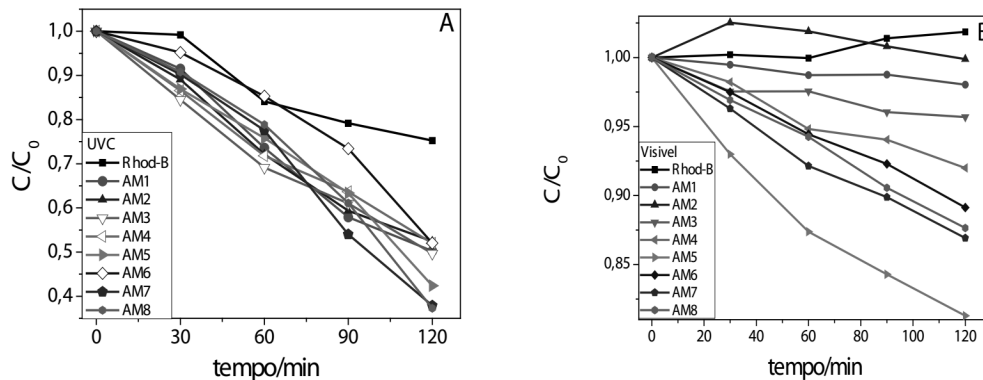 A
1,0
0,9
0,8
0,7
0,6
0,5
0,4
C/C0
UVC
Rhod-B
AM1
AM2
AM3
AM4
AM5
AM6
AM7
AM8
0 30 60 90 120
tempo/min
1,00
0,95
0,90
0,85
C/C0
Visivel
Rhod-B
AM1
AM2
AM3
AM4
AM5
AM6
AM7
AM8
0 20 40 60 80 100 120
tempo/min